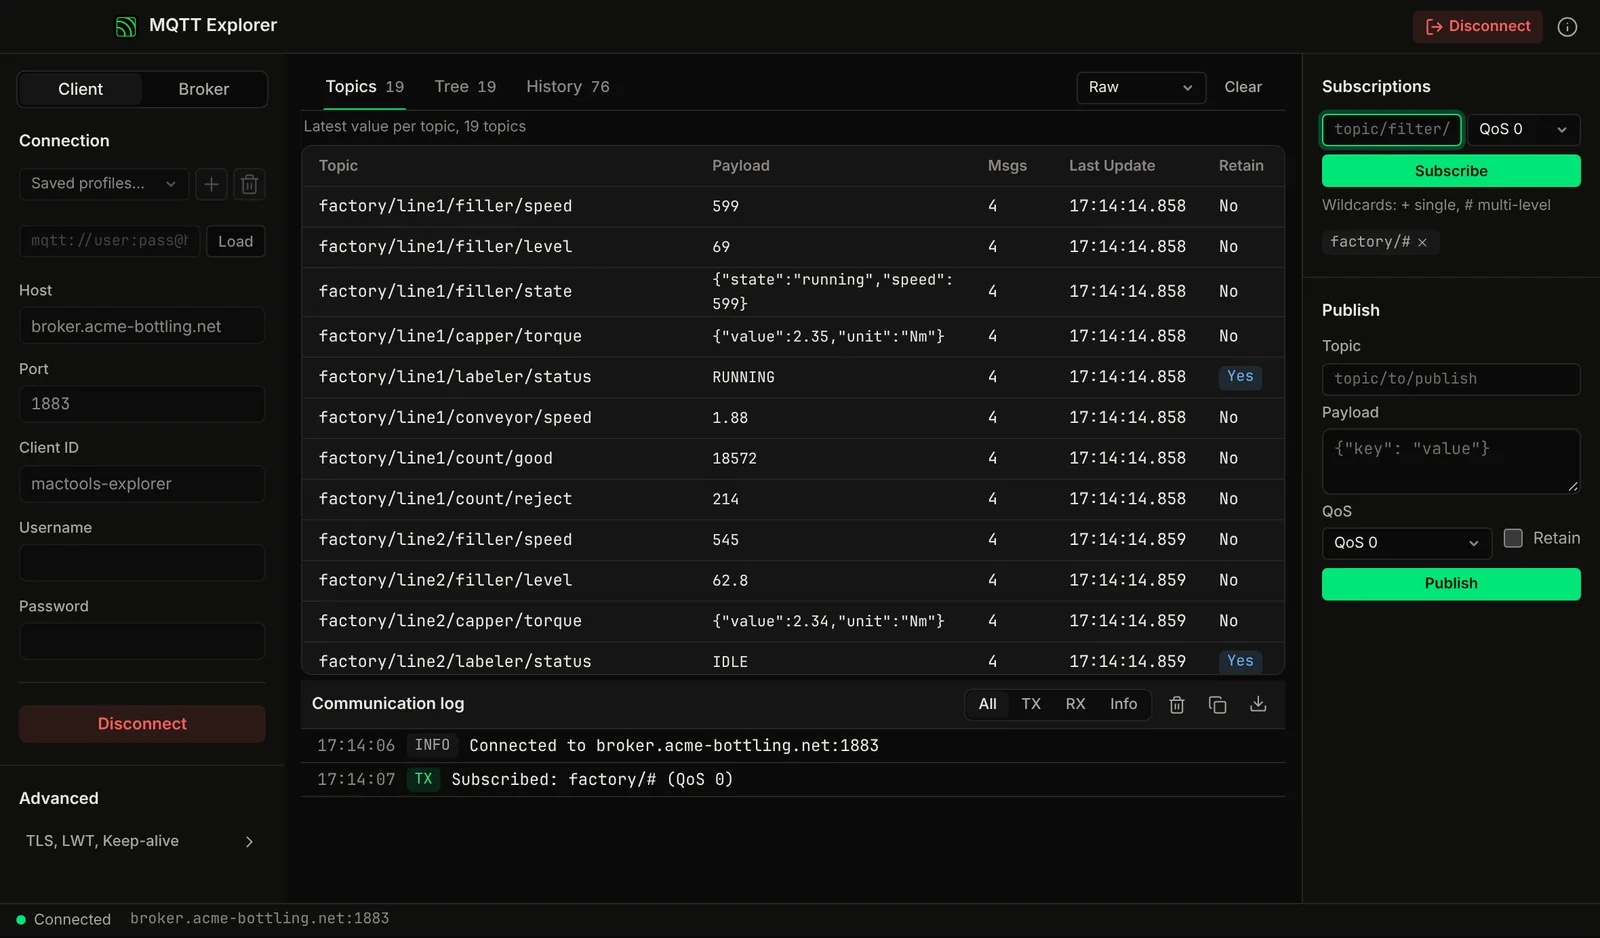 MQTT Explorer
Disconnect
Client
Broker
Connection
Saved profiles...
mqtt://user:pass@h
Load
Host
broker.acme-bottling.net
Port
1883
Client ID
mactools-explorer
Username
Password
Disconnect
Advanced
TLS, LWT, Keep-alive
Topics 19
Tree 19
History 76
Raw
Clear
Latest value per topic, 19 topics
Topic Payload Msgs Last Update Retain
factory/line1/filler/speed 599 4 17:14:14.858 No
factory/line1/filler/level 69 4 17:14:14.858 No
factory/line1/filler/state {"state":"running","speed":
599} 4 17:14:14.858 No
factory/line1/capper/torque {"value":2.35,"unit":"Nm"} 4 17:14:14.858 No
factory/line1/labeler/status RUNNING 4 17:14:14.858 Yes
factory/line1/conveyor/speed 1.88 4 17:14:14.858 No
factory/line1/count/good 18572 4 17:14:14.858 No
factory/line1/count/reject 214 4 17:14:14.858 No
factory/line2/filler/speed 545 4 17:14:14.859 No
factory/line2/filler/level 62.8 4 17:14:14.859 No
factory/line2/capper/torque {"value":2.34,"unit":"Nm"} 4 17:14:14.859 No
factory/line2/labeler/status IDLE 4 17:14:14.859 Yes
Communication log
All TX RX Info
17:14:06 INFO Connected to broker.acme-bottling.net:1883
17:14:07 TX Subscribed: factory/# (QoS 0)
Subscriptions
topic/filter/
QoS 0
Subscribe
Wildcards: + single, # multi-level
factory/# ×
Publish
Topic
topic/to/publish
Payload
{"key": "value"}
QoS
QoS 0
Retain
Publish
Connected broker.acme-bottling.net:1883